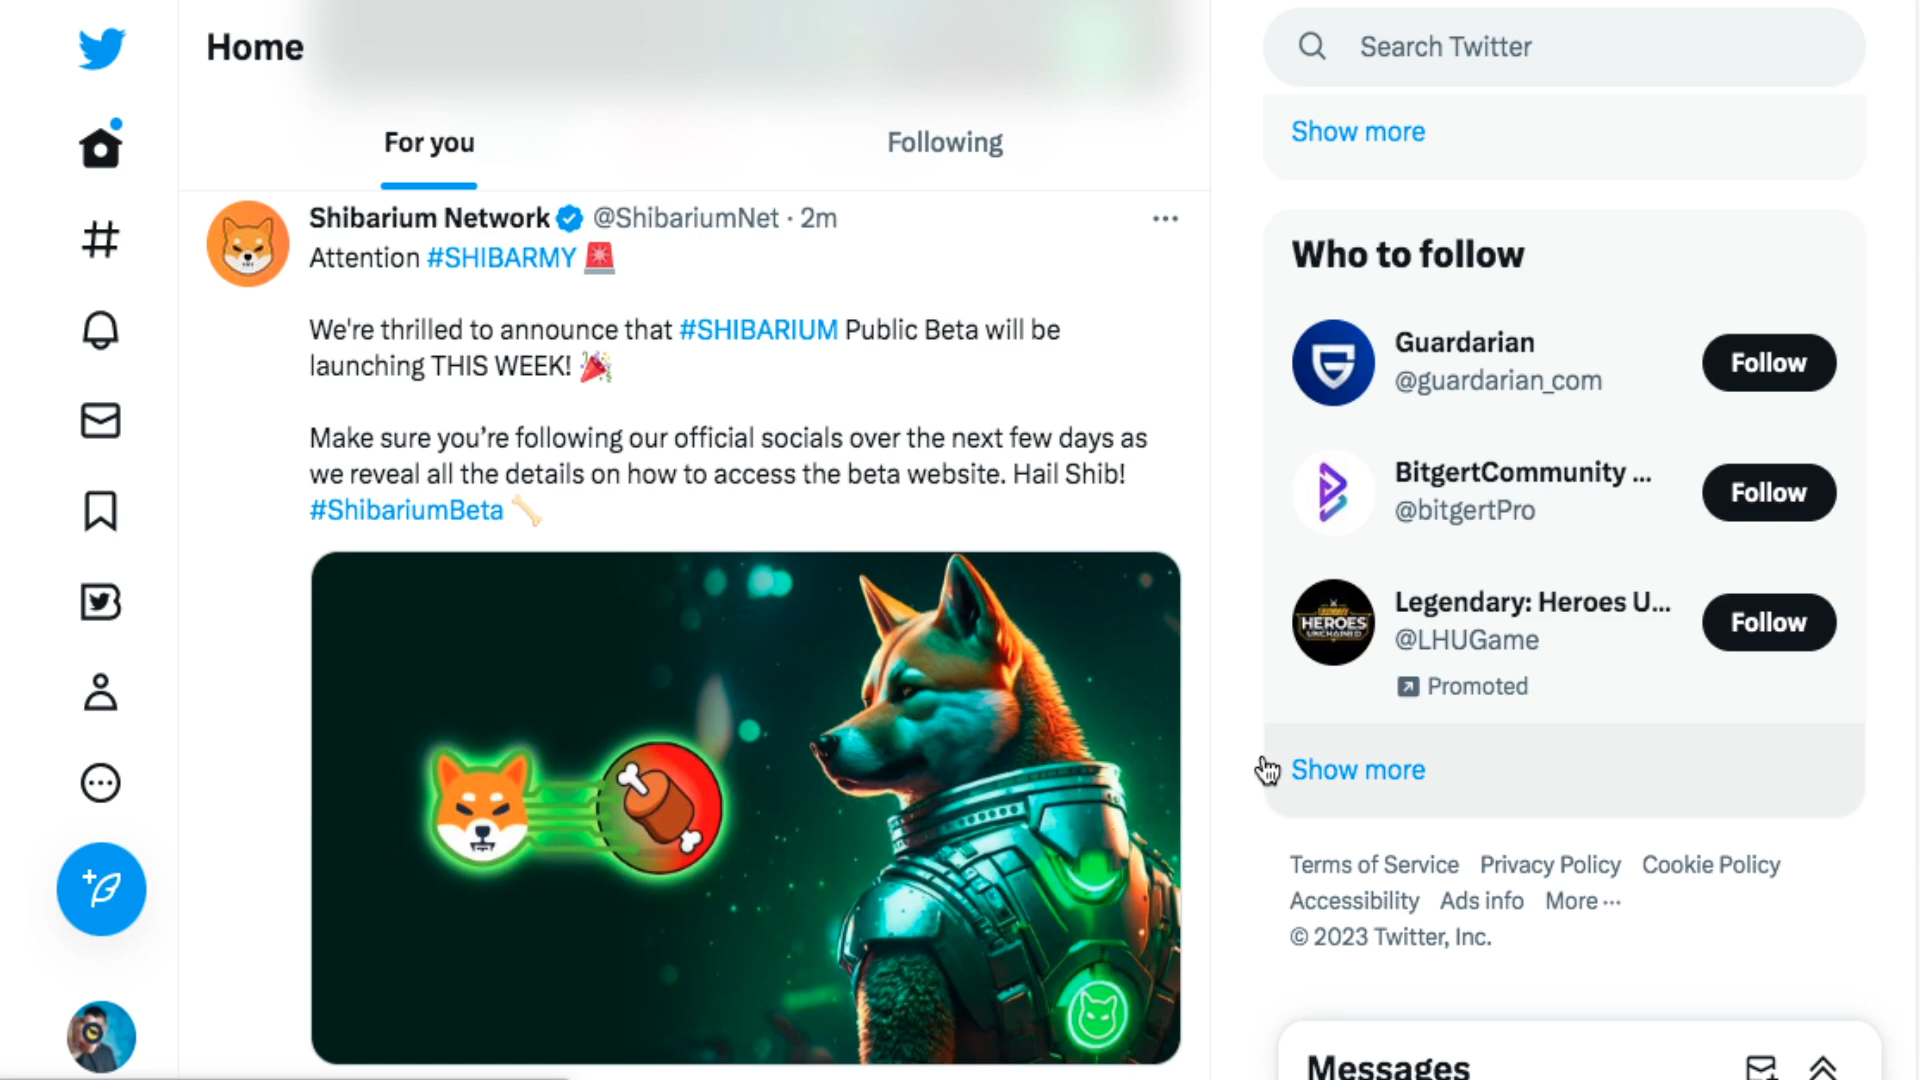 Home
For you
Following
Shibarium Network @ShibariumNet · 2m
Attention #SHIBARMY 🚨
We're thrilled to announce that #SHIBARIUM Public Beta will be
launching THIS WEEK! 🎉
Make sure you’re following our official socials over the next few days as
we reveal all the details on how to access the beta website. Hail Shib!
#ShibariumBeta 🦴
Search Twitter
Show more
Who to follow
Guardarian
@guardarian_com
Follow
BitgertCommunity ...
@bitgertPro
Follow
HEROES
UNCHAINED
Legendary: Heroes U...
@LHUGame
Follow
Promoted
Show more
Terms of Service Privacy Policy Cookie Policy
Accessibility Ads info More ···
© 2023 Twitter, Inc.
Messages